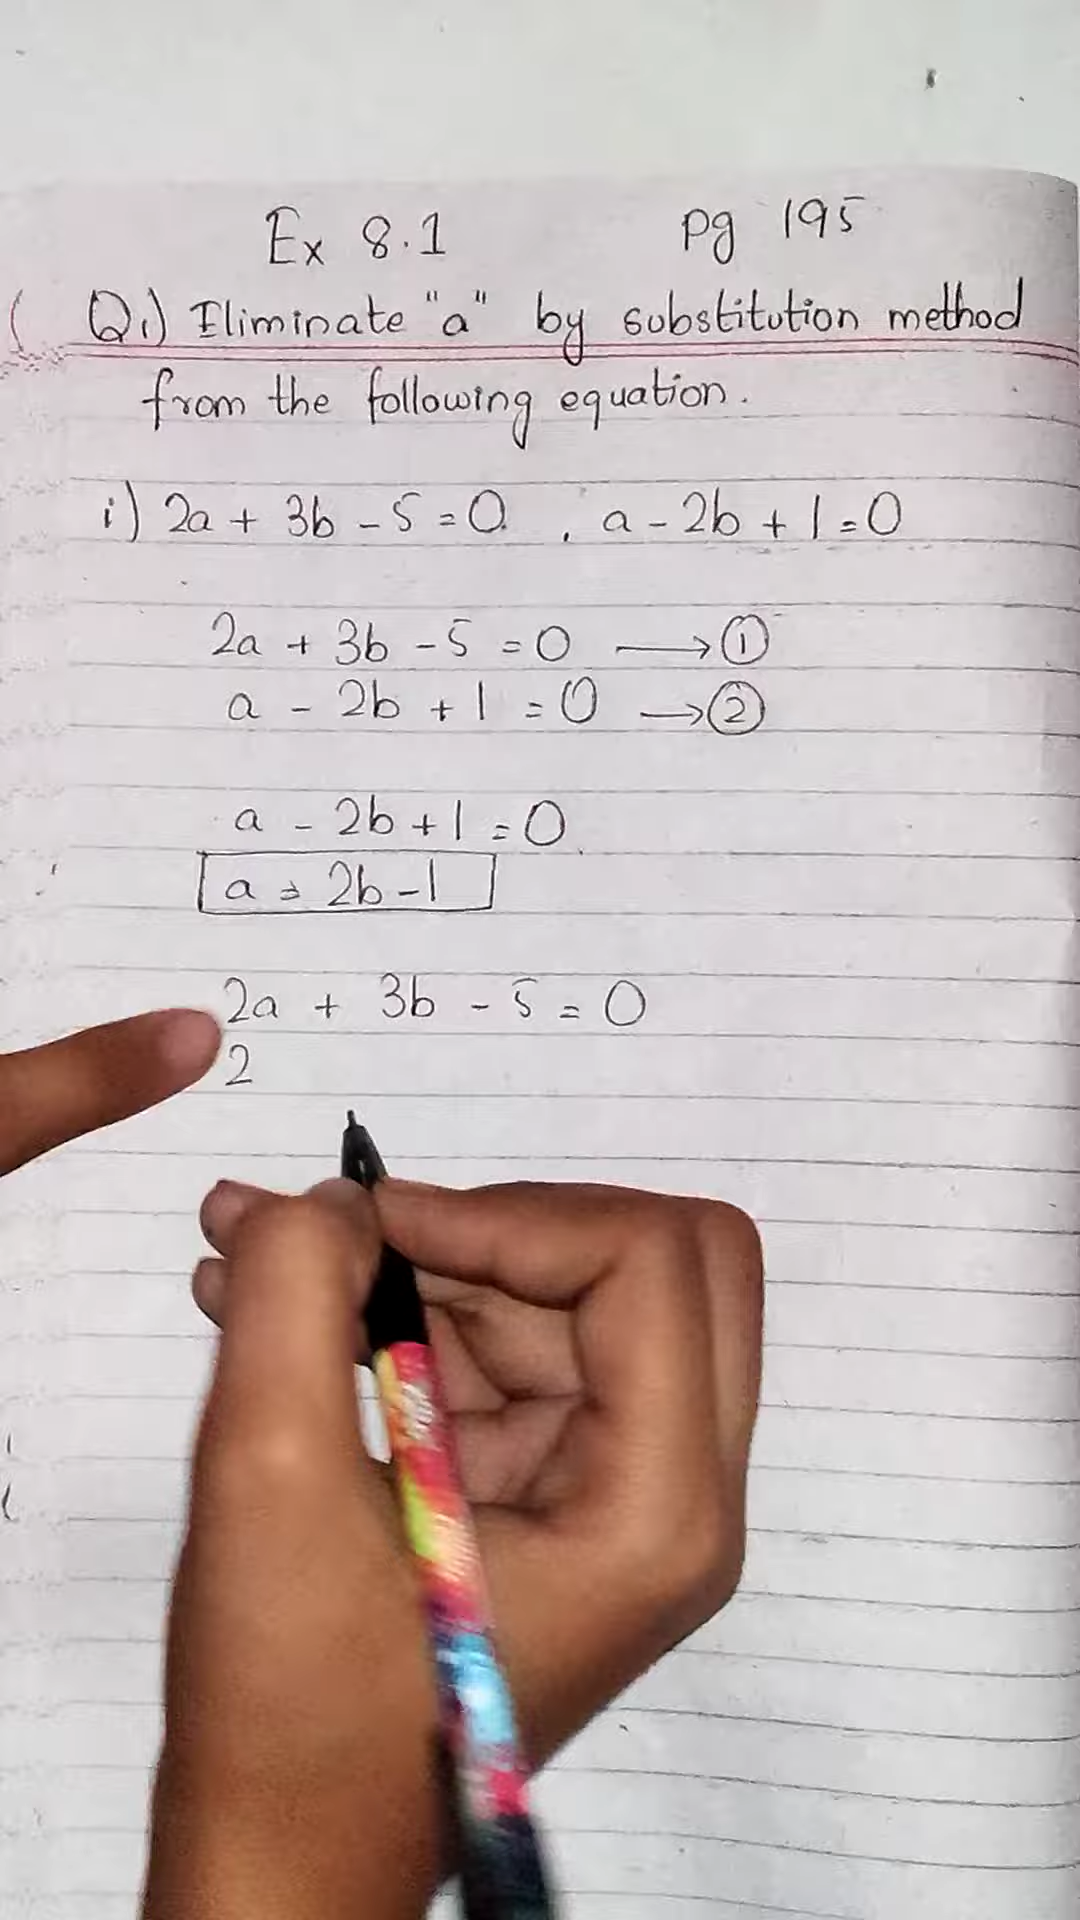 Ex 8.1 pg 195
Q1) Iliminate "a" by substitution method
from the following equation.
i) 2a + 3b - 5 = 0. , a - 2b + 1 = 0
2a + 3b - 5 = 0 ⟶ ①
a - 2b + 1 = 0 ⟶ ②
a - 2b + 1 = 0
a = 2b - 1
2a + 3b - 5 = 0
2